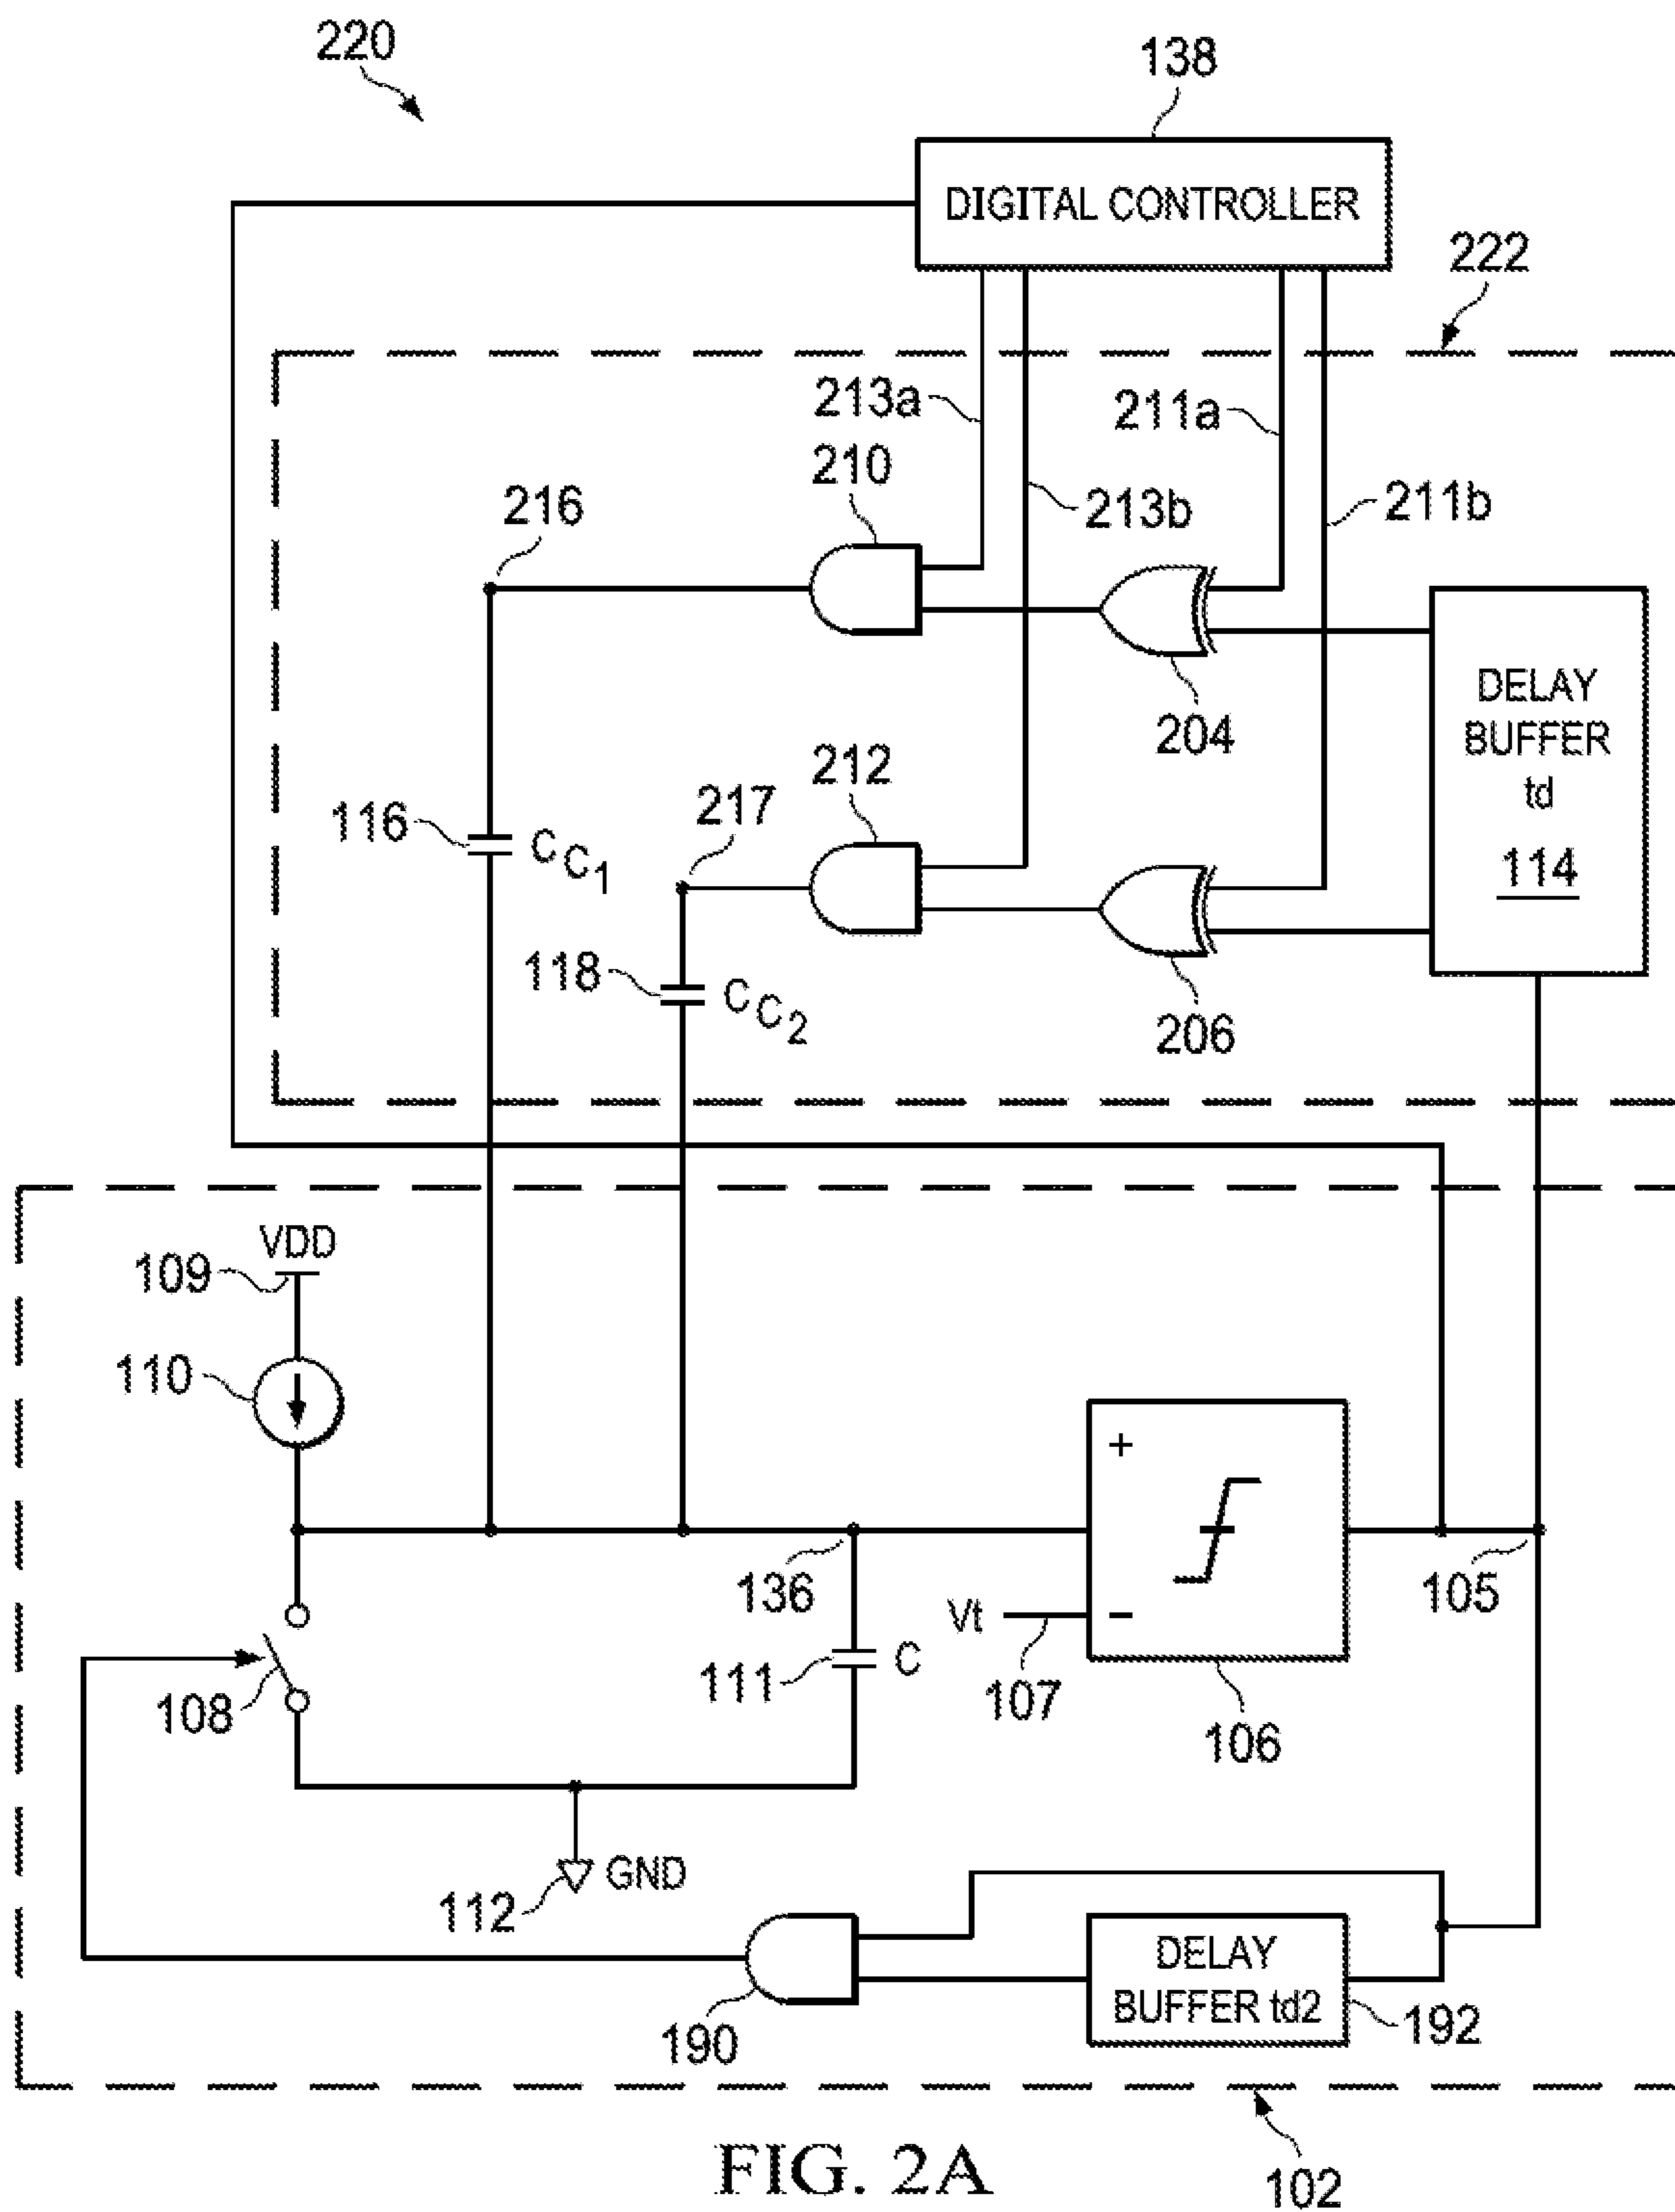 220
138
DIGITAL CONTROLLER
222
213a
211a
210
216
213b
211b
DELAY
BUFFER
td
114
204
212
217
116
C C1
118
C C2
206
VDD
109
110
+
136
105
Vt
−
111
C
107
108
106
GND
112
DELAY
BUFFER td2
190
192
FIG. 2A
102